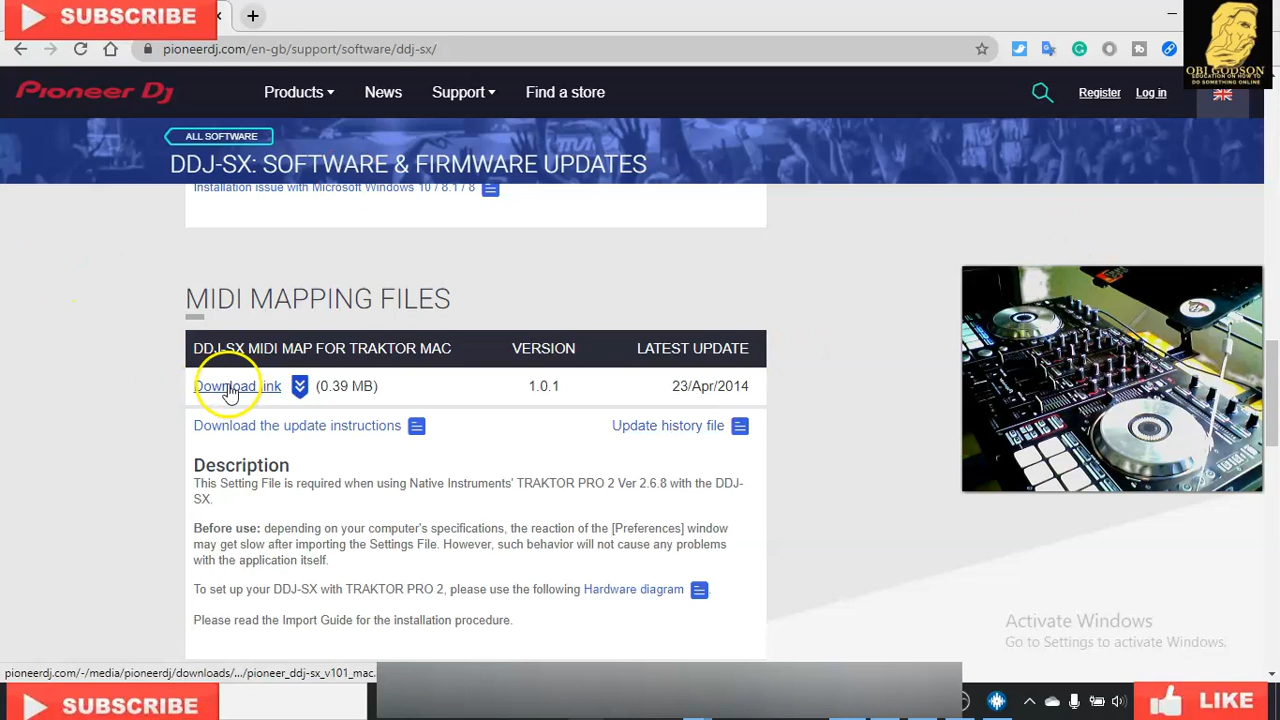 SUBSCRIBE
pioneerdj.com/en-gb/support/software/ddj-sx/
OBI GODSON
EDUCATION ON HOW TO
DO SOMETHING ONLINE
Pioneer Dj
Products
News
Support
Find a store
Register
Log in
ALL SOFTWARE
DDJ-SX: SOFTWARE & FIRMWARE UPDATES
Installation issue with Microsoft Windows 10 / 8.1 / 8
MIDI MAPPING FILES
DDJ-SX MIDI MAP FOR TRAKTOR MAC VERSION LATEST UPDATE
Download link (0.39 MB) 1.0.1 23/Apr/2014
Download the update instructions Update history file
Description
This Setting File is required when using Native Instruments' TRAKTOR PRO 2 Ver 2.6.8 with the DDJ-
SX.
Before use: depending on your computer's specifications, the reaction of the [Preferences] window
may get slow after importing the Settings File. However, such behavior will not cause any problems
with the application itself.
To set up your DDJ-SX with TRAKTOR PRO 2, please use the following Hardware diagram
Please read the Import Guide for the installation procedure.
Activate Windows
Go to Settings to activate Windows.
pioneerdj.com/-/media/pioneerdj/downloads/.../pioneer_ddj-sx_v101_mac.
SUBSCRIBE
LIKE